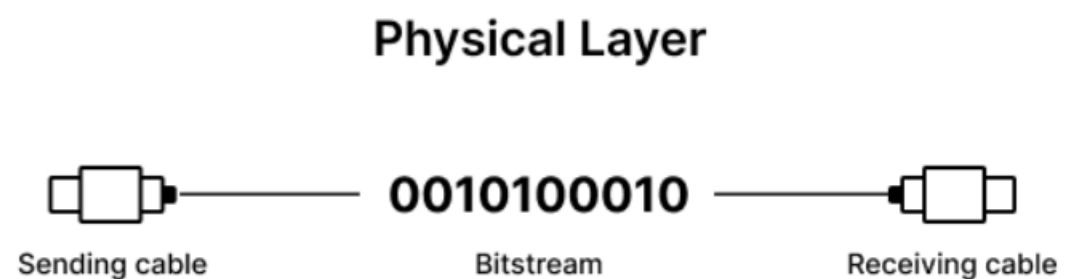 Physical Layer
0010100010
Sending cable Bitstream Receiving cable